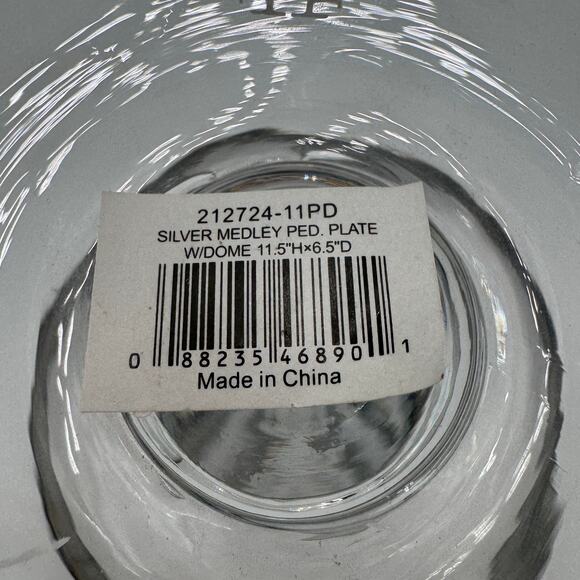 212724-11PD
SILVER MEDLEY PED. PLATE
W/DOME 11.5"H×6.5"D
0 88235 46890 1
Made in China